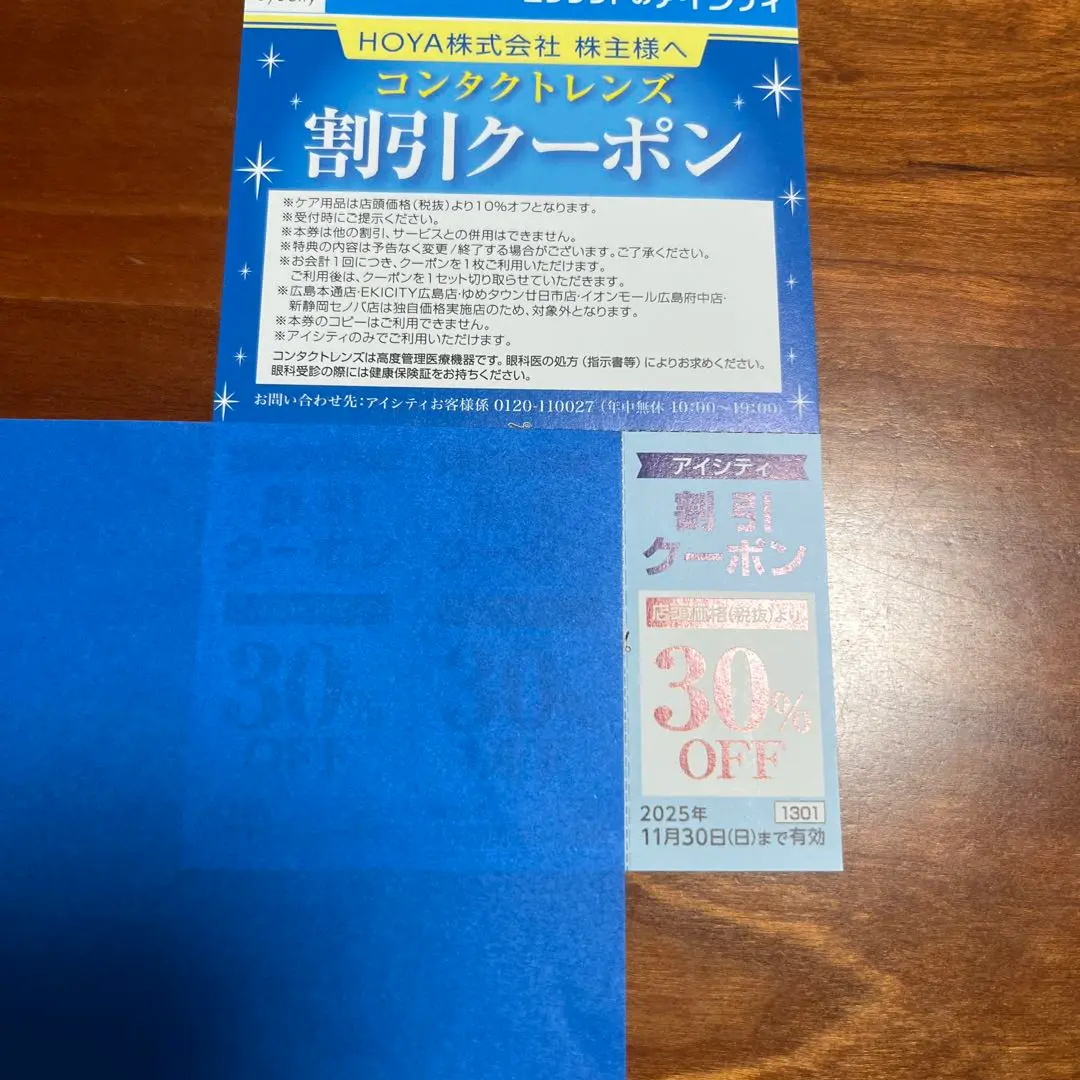 HOYA株式会社 株主様へ
コンタクトレンズ
割引クーポン
※ケア用品は店頭価格(税抜)より10%オフとなります。
※受付時にご提示ください。
※本券は他の割引、サービスとの併用はできません。
※特典の内容は予告なく変更/終了する場合がございます。ご了承ください。
※お会計1回につき、クーポンを1枚ご利用いただけます。
ご利用後は、クーポンを1セット切り取らせていただきます。
※広島本通店・EKICITY広島店・ゆめタウン廿日市店・イオンモール広島府中店・
新静岡セノバ店は独自価格実施店のため、対象外となります。
※本券のコピーはご利用できません。
※アイシティのみでご利用いただけます。
コンタクトレンズは高度管理医療機器です。眼科医の処方(指示書等)によりお求めください。
眼科受診の際には健康保険証をお持ちください。
お問い合わせ先:アイシティお客様係 0120-110027 (年中無休 10:00〜19:00)
アイシティ
割引
クーポン
店頭価格(税抜)より
30%
OFF
2025年 1301
11月30日(日)まで有効
30
OFF
30